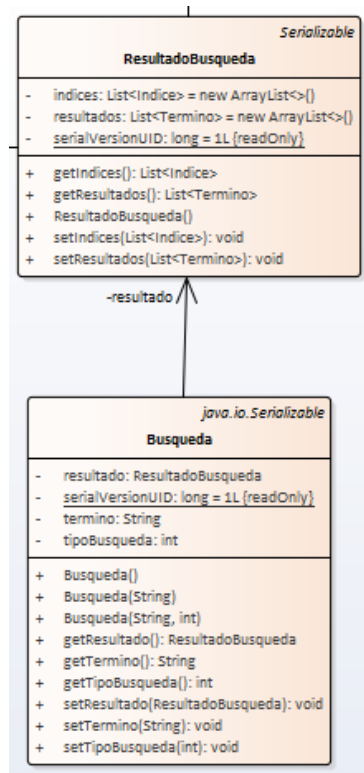 Serializable
ResultadoBusqueda
- indices: List<Indice> = new ArrayList<>()
- resultados: List<Termino> = new ArrayList<>()
- serialVersionUID: long = 1L {readOnly}
+ getIndices(): List<Indice>
+ getResultados(): List<Termino>
+ ResultadoBusqueda()
+ setIndices(List<Indice>): void
+ setResultados(List<Termino>): void
-resultado
java.io.Serializable
Busqueda
- resultado: ResultadoBusqueda
- serialVersionUID: long = 1L {readOnly}
- termino: String
- tipoBusqueda: int
+ Busqueda()
+ Busqueda(String)
+ Busqueda(String, int)
+ getResultado(): ResultadoBusqueda
+ getTermino(): String
+ getTipoBusqueda(): int
+ setResultado(ResultadoBusqueda): void
+ setTermino(String): void
+ setTipoBusqueda(int): void